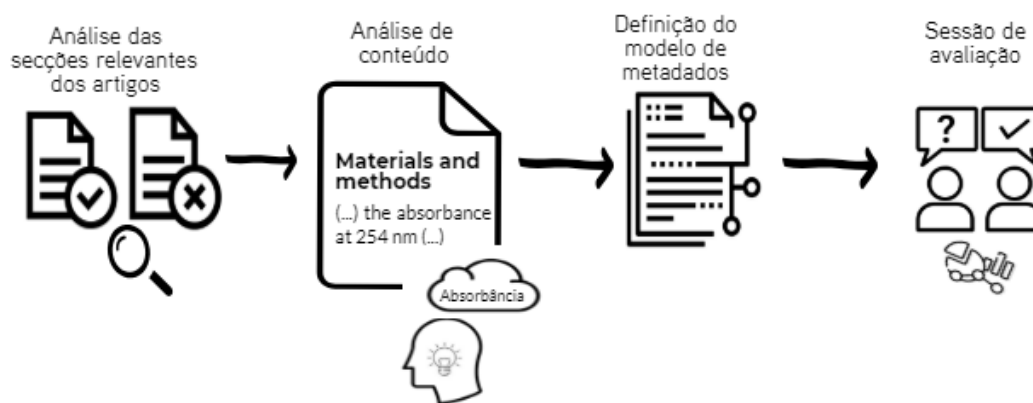 Análise das
secções relevantes
dos artigos
Análise de
conteúdo
Materials and
methods
(...) the absorbance
at 254 nm (...)
Absorbância
Definição do
modelo de
metadados
Sessão de
avaliação
?